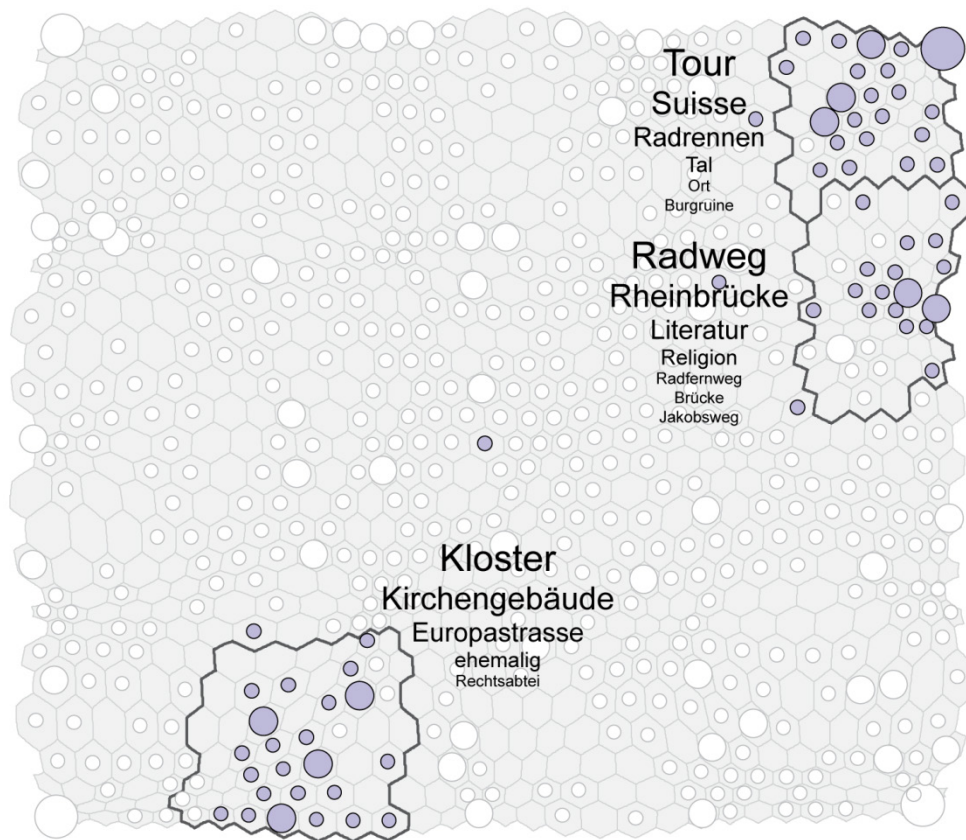 Tour
Suisse
Radrennen
Tal
Ort
Burgruine
Radweg
Rheinbrücke
Literatur
Religion
Radfernweg
Brücke
Jakobsweg
Kloster
Kirchengebäude
Europastrasse
ehemalig
Rechtsabtei